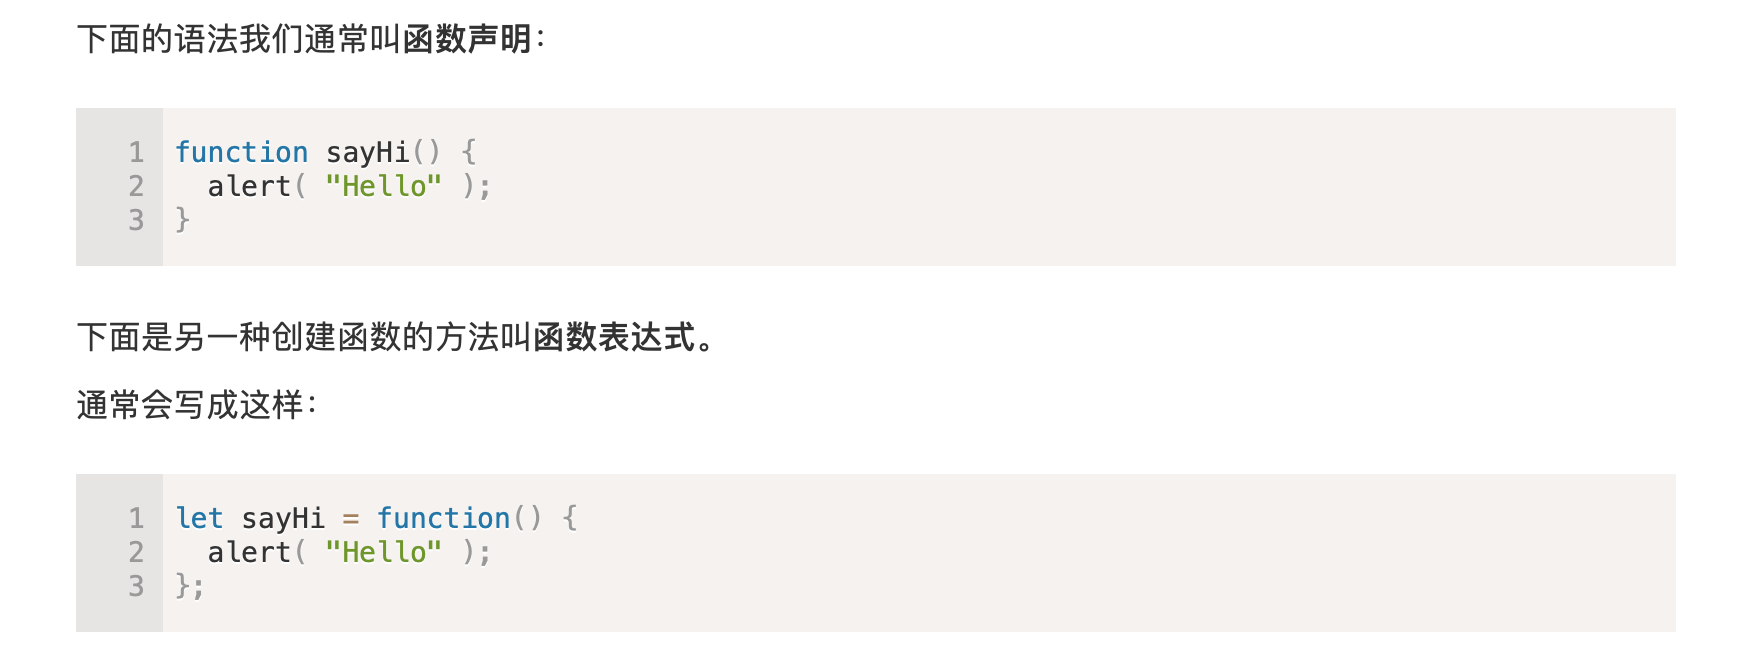 下面的语法我们通常叫函数声明：
1 function sayHi() {
2   alert( "Hello" );
3 }
下面是另一种创建函数的方法叫函数表达式。
通常会写成这样：
1 let sayHi = function() {
2   alert( "Hello" );
3 };